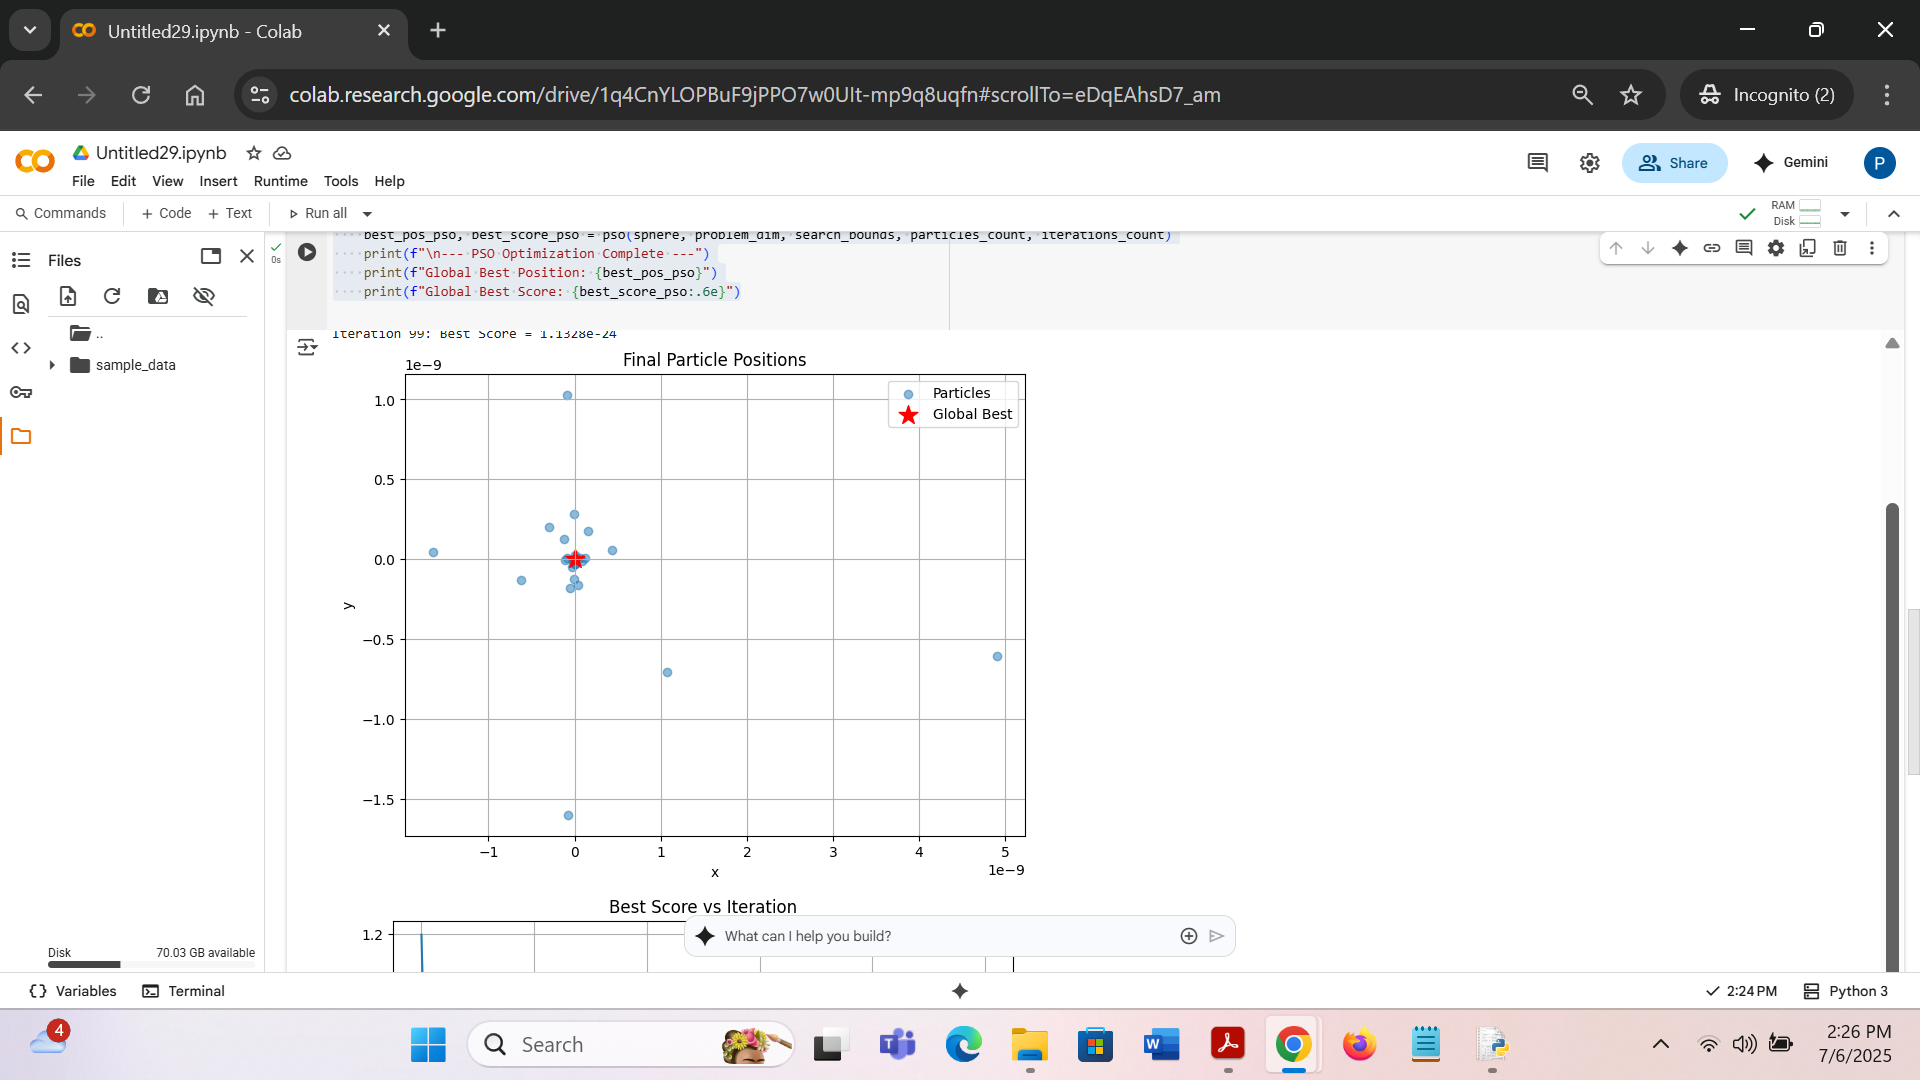 Untitled29.ipynb - Colab
colab.research.google.com/drive/1q4CnYLOPBuF9jPPO7w0UIt-mp9q8uqfn#scrollTo=eDqEAhsD7_am
Incognito (2)
Untitled29.ipynb
File Edit View Insert Runtime Tools Help
Share
Gemini
P
Commands
+ Code + Text
Run all
RAM
Disk
Files
..
sample_data
0s
best_pos_pso, best_score_pso = pso(sphere, problem_dim, search_bounds, particles_count, iterations_count)
print(f"\n--- PSO Optimization Complete ---")
print(f"Global Best Position: {best_pos_pso}")
print(f"Global Best Score: {best_score_pso:.6e}")
Iteration 99: Best Score = 1.1328e-24
Final Particle Positions
1e−9
Particles
Global Best
1.0
0.5
0.0
−0.5
−1.0
−1.5
y
−1 0 1 2 3 4 5
1e−9
x
Best Score vs Iteration
1.2
What can I help you build?
Disk 70.03 GB available
Variables Terminal
2:24 PM Python 3
4
Search
2:26 PM
7/6/2025